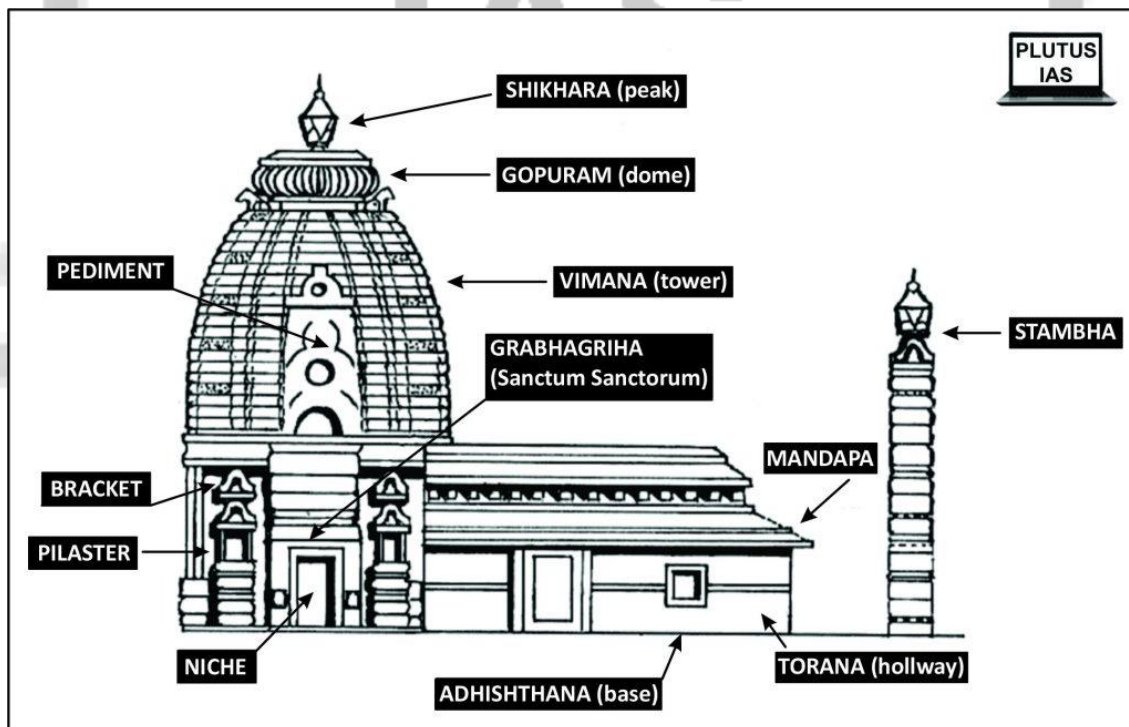 PLUTUS
IAS
SHIKHARA (peak)
GOPURAM (dome)
PEDIMENT
VIMANA (tower)
STAMBHA
GRABHAGRIHA
(Sanctum Sanctorum)
MANDAPA
BRACKET
PILASTER
NICHE
TORANA (hollway)
ADHISHTHANA (base)